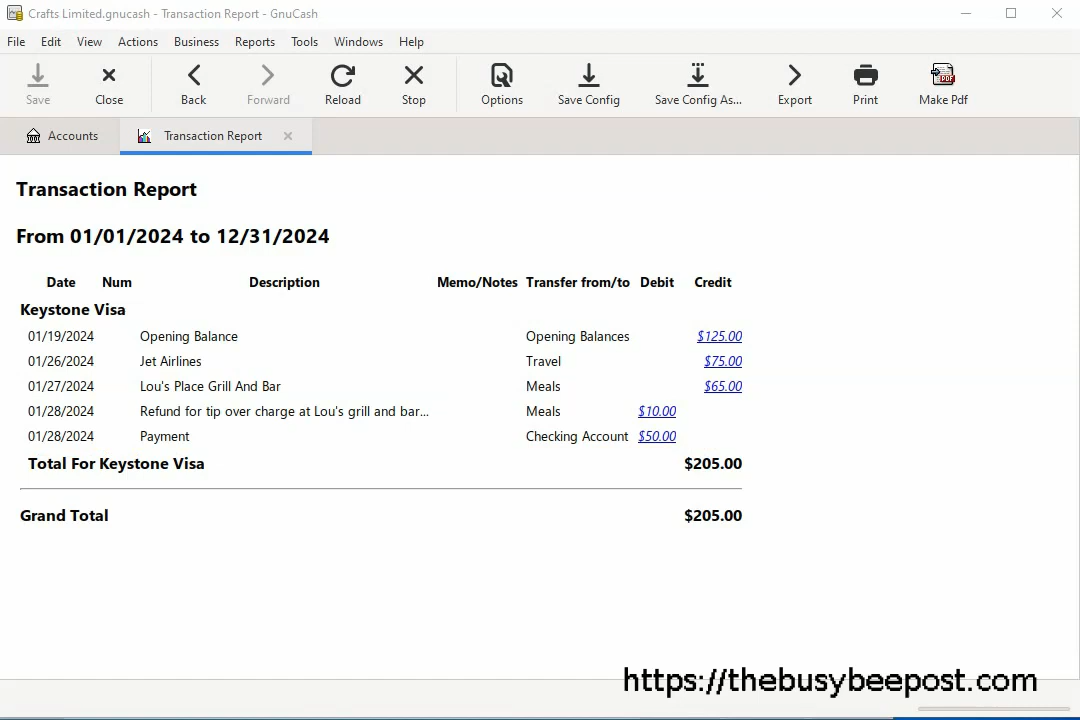 Crafts Limited.gnucash - Transaction Report - GnuCash
File Edit View Actions Business Reports Tools Windows Help
Save Close Back Forward Reload Stop Options Save Config Save Config As... Export Print Make Pdf
Accounts Transaction Report
Transaction Report
From 01/01/2024 to 12/31/2024
Date Num Description Memo/Notes Transfer from/to Debit Credit
Keystone Visa
01/19/2024 Opening Balance Opening Balances $125.00
01/26/2024 Jet Airlines Travel $75.00
01/27/2024 Lou's Place Grill And Bar Meals $65.00
01/28/2024 Refund for tip over charge at Lou's grill and bar... Meals $10.00
01/28/2024 Payment Checking Account $50.00
Total For Keystone Visa $205.00
Grand Total $205.00
https://thebusybeepost.com